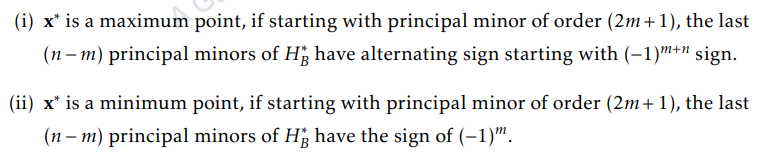 (i) x* is a maximum point, if starting with principal minor of order (2m+1), the last
(n − m) principal minors of H*_B have alternating sign starting with (−1)^{m+n} sign.
(ii) x* is a minimum point, if starting with principal minor of order (2m+1), the last
(n − m) principal minors of H*_B have the sign of (−1)^m.